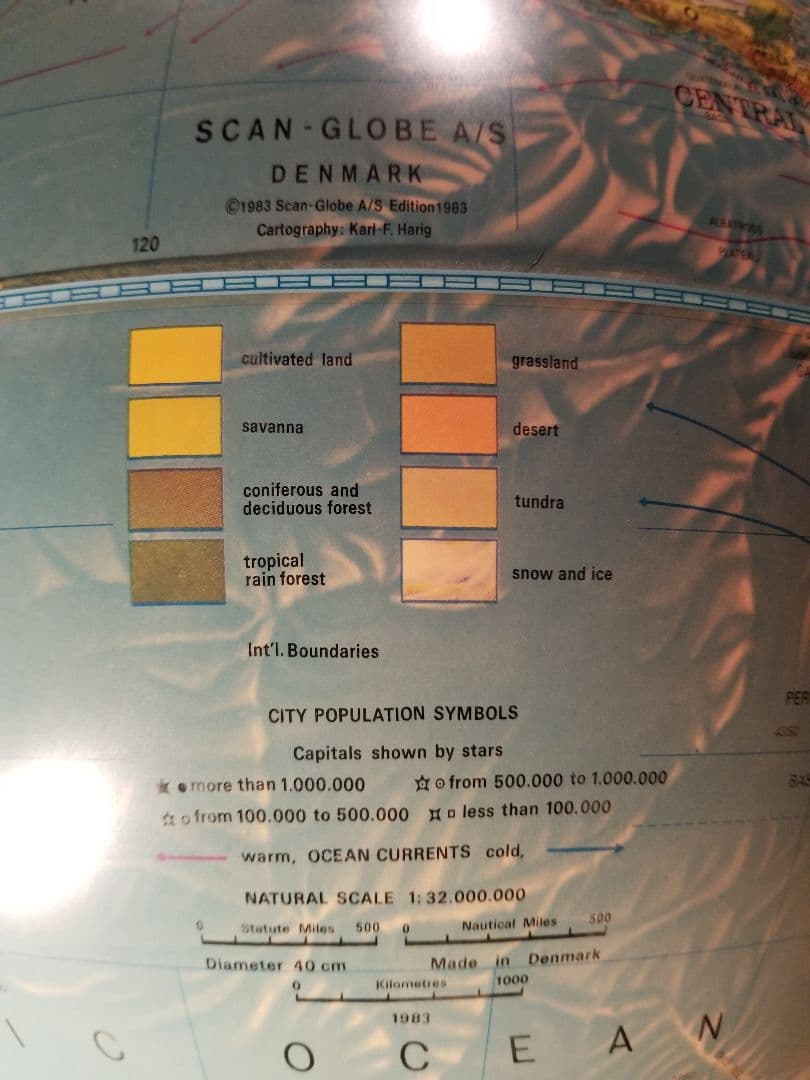 CENTRAL
SCAN-GLOBE A/S
DENMARK
©1983 Scan-Globe A/S Edition1983
Cartography: Karl-F. Harig
ALBATROSS
PLATEAU
120
cultivated land
grassland
savanna
desert
coniferous and
deciduous forest
tundra
tropical
rain forest
snow and ice
Int'l. Boundaries
CITY POPULATION SYMBOLS
Capitals shown by stars
more than 1.000.000 from 500.000 to 1.000.000
from 100.000 to 500.000 less than 100.000
warm, OCEAN CURRENTS cold,
NATURAL SCALE 1:32.000.000
0 Statute Miles 500 0 Nautical Miles 500
Diameter 40 cm Made in Denmark
0 Kilometres 1000
1983
I C O C E A N